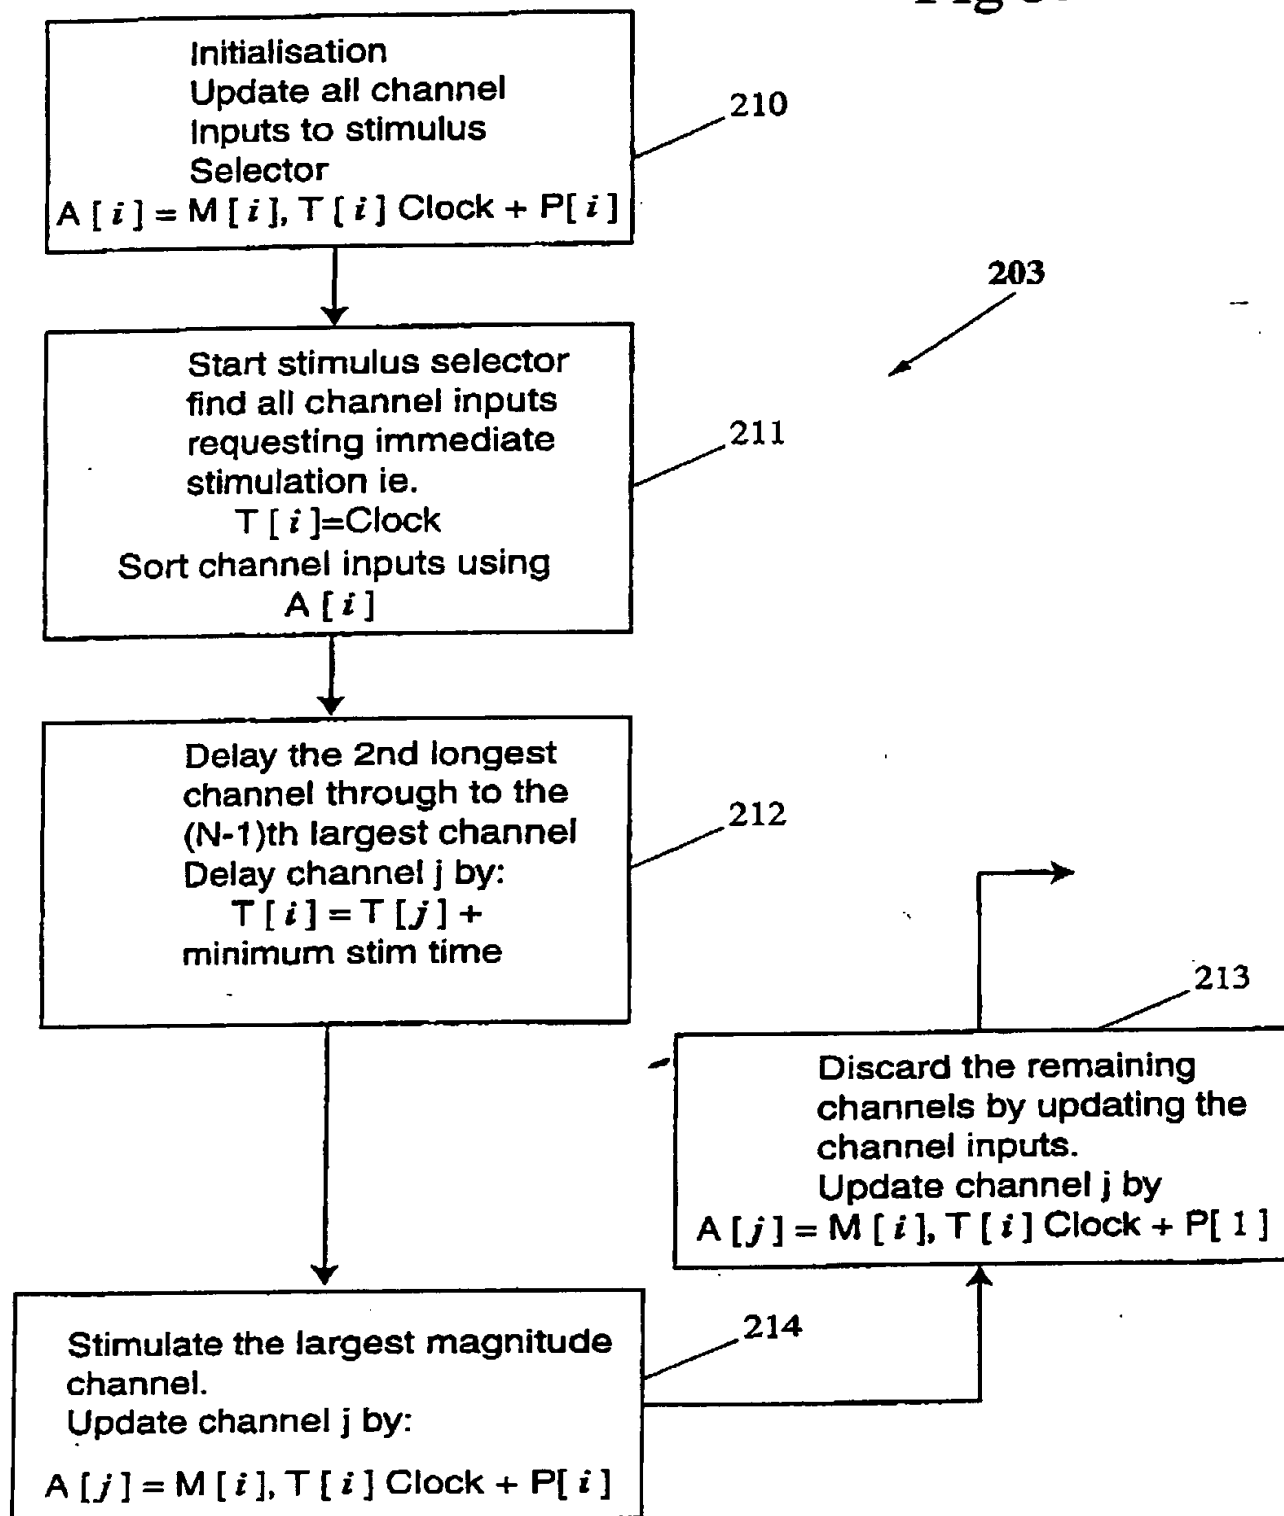 Initialisation
Update all channel
Inputs to stimulus
Selector
A [ i ] = M [ i ], T [ i ] Clock + P[ i ]
210
203
Start stimulus selector
find all channel inputs
requesting immediate
stimulation ie.
T [ i ]=Clock
Sort channel inputs using
A [ i ]
211
Delay the 2nd longest
channel through to the
(N-1)th largest channel
Delay channel j by:
T [ i ] = T [ j ] +
minimum stim time
212
213
Discard the remaining
channels by updating the
channel inputs.
Update channel j by
A [ j ] = M [ i ], T [ i ] Clock + P[ 1 ]
Stimulate the largest magnitude
channel.
Update channel j by:
A [ j ] = M [ i ], T [ i ] Clock + P[ i ]
214